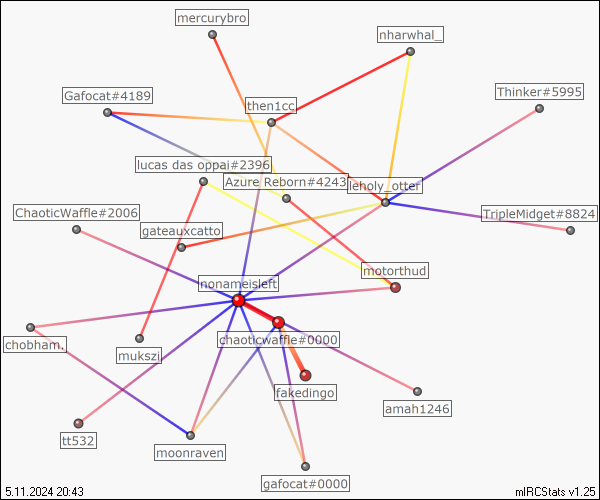 mercurybro
nharwhal_
Thinker#5995
Gafocat#4189
then1cc
lucas das oppai#2396
Azure Reborn#4243
leholy_otter
ChaoticWaffle#2006
TripleMidget#8824
gateauxcatto
motorthud
nonameisleft
chaoticwaffle#0000
chobham.
mukszi
fakedingo
amah1246
tt532
moonraven
gafocat#0000
5.11.2024 20:43
mIRCStats v1.25